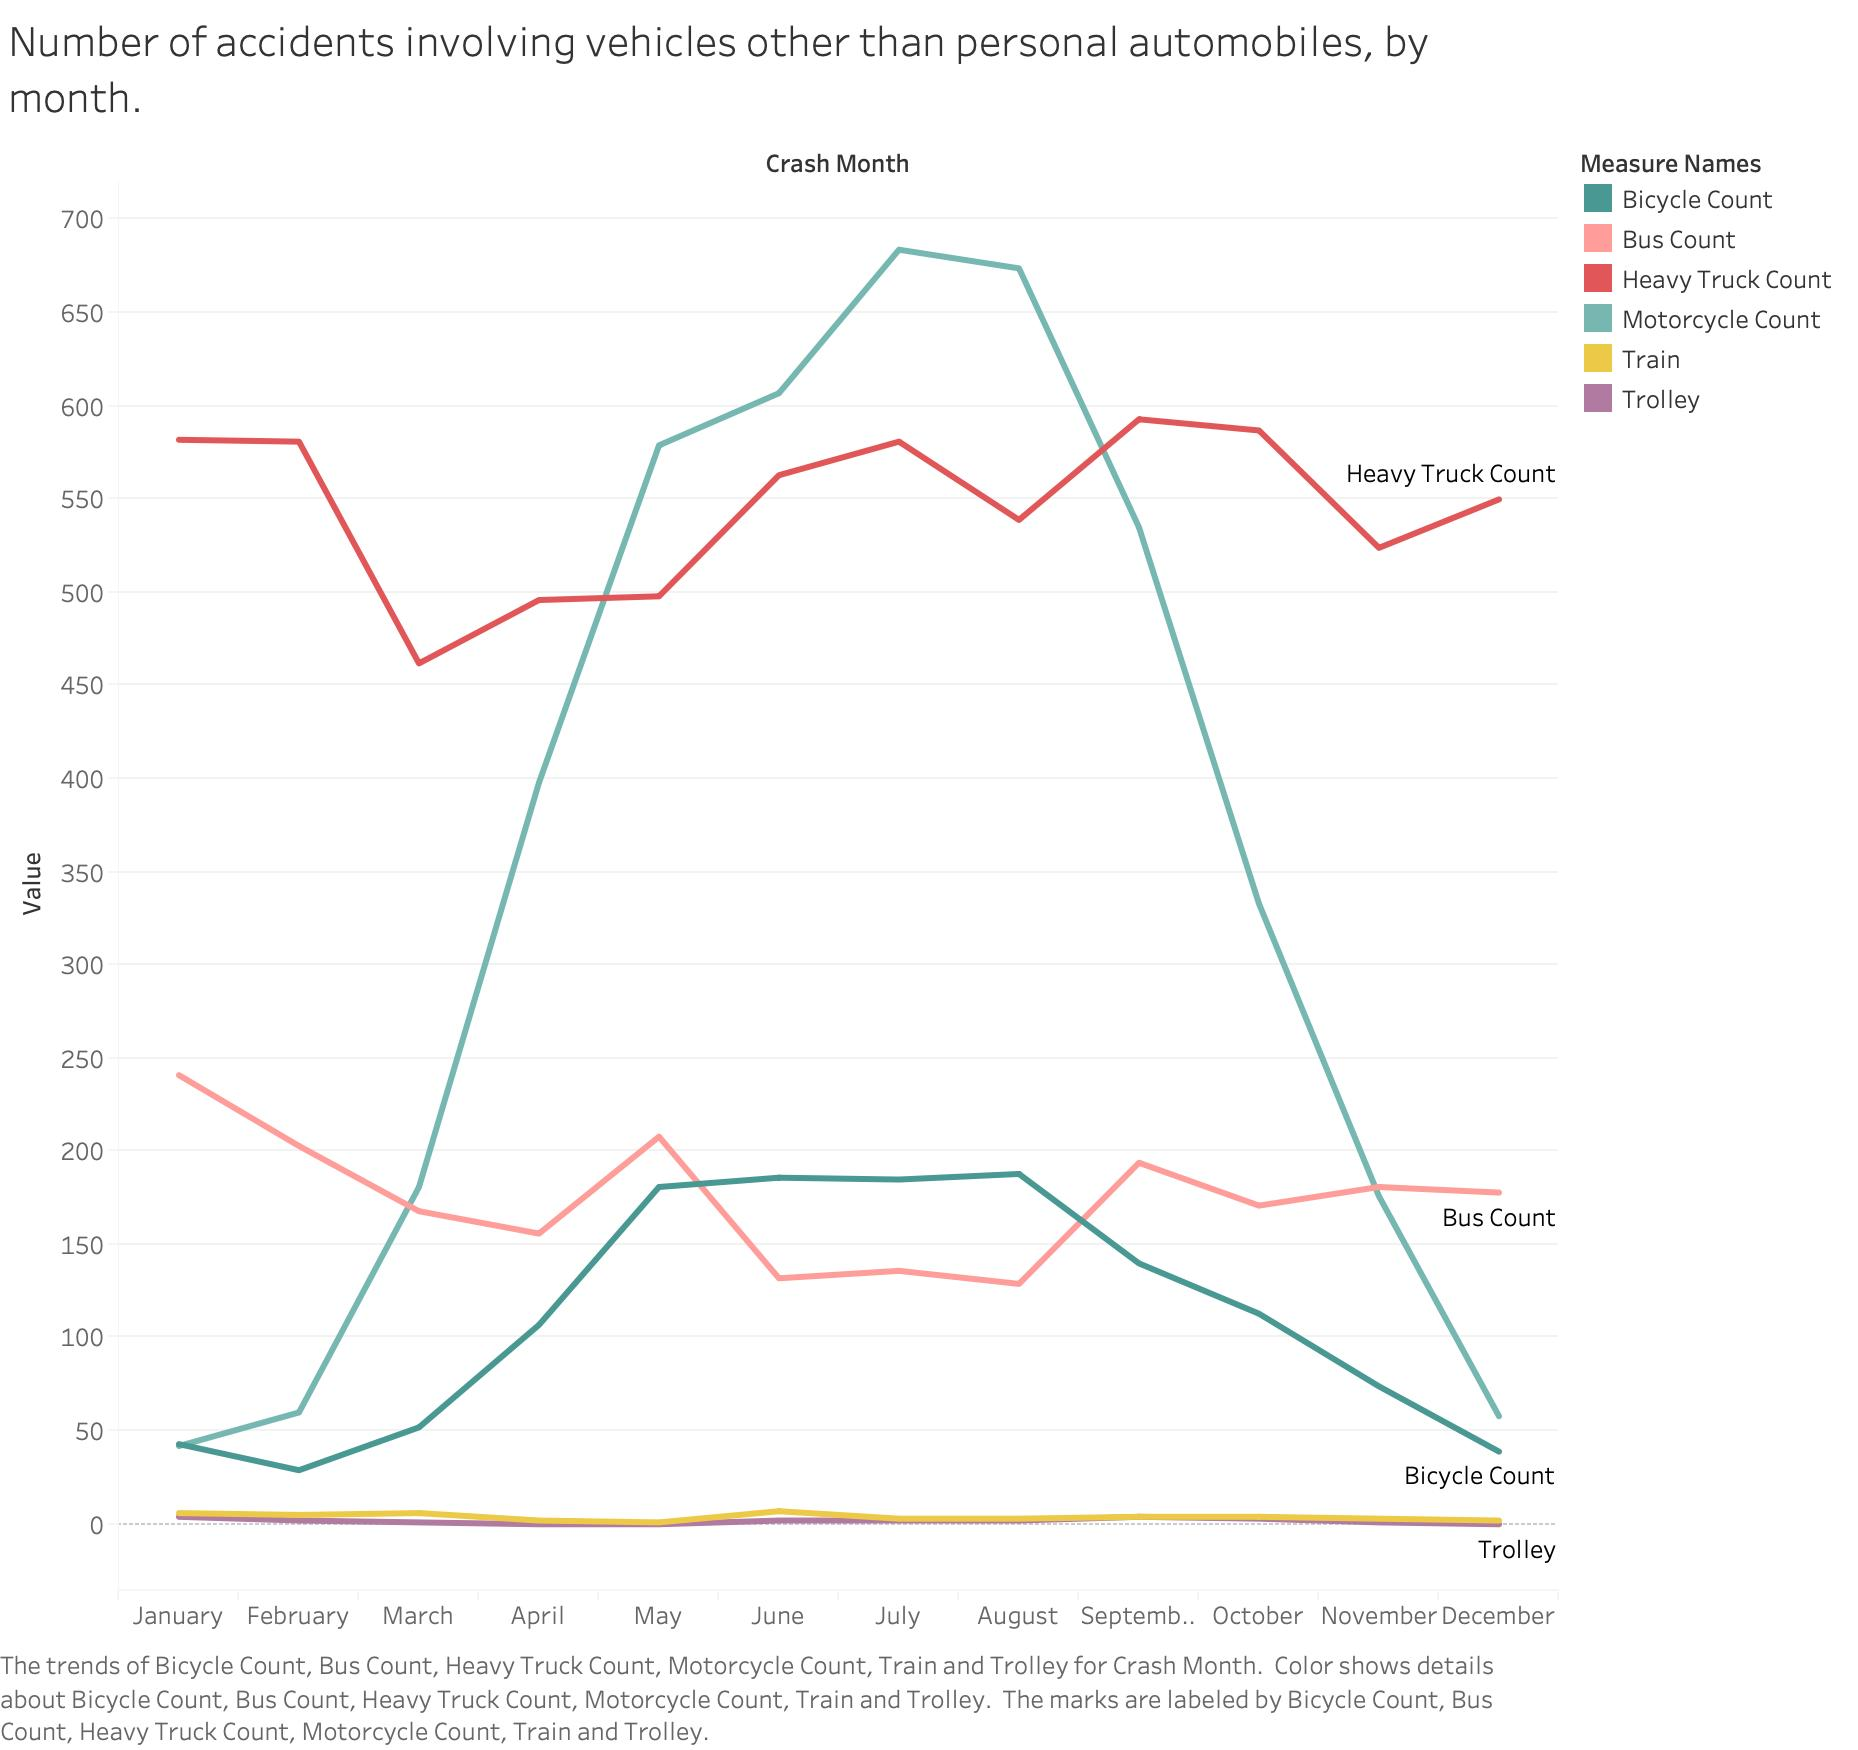 Number of accidents involving vehicles other than personal automobiles, by
month.
Crash Month
Measure Names
Bicycle Count
Bus Count
Heavy Truck Count
Motorcycle Count
Train
Trolley
700
650
600
550
500
450
400
350
300
250
200
150
100
50
0
Value
Heavy Truck Count
Bus Count
Bicycle Count
Trolley
January February March April May June July August Septemb.. October November December
The trends of Bicycle Count, Bus Count, Heavy Truck Count, Motorcycle Count, Train and Trolley for Crash Month.  Color shows details
about Bicycle Count, Bus Count, Heavy Truck Count, Motorcycle Count, Train and Trolley.  The marks are labeled by Bicycle Count, Bus
Count, Heavy Truck Count, Motorcycle Count, Train and Trolley.